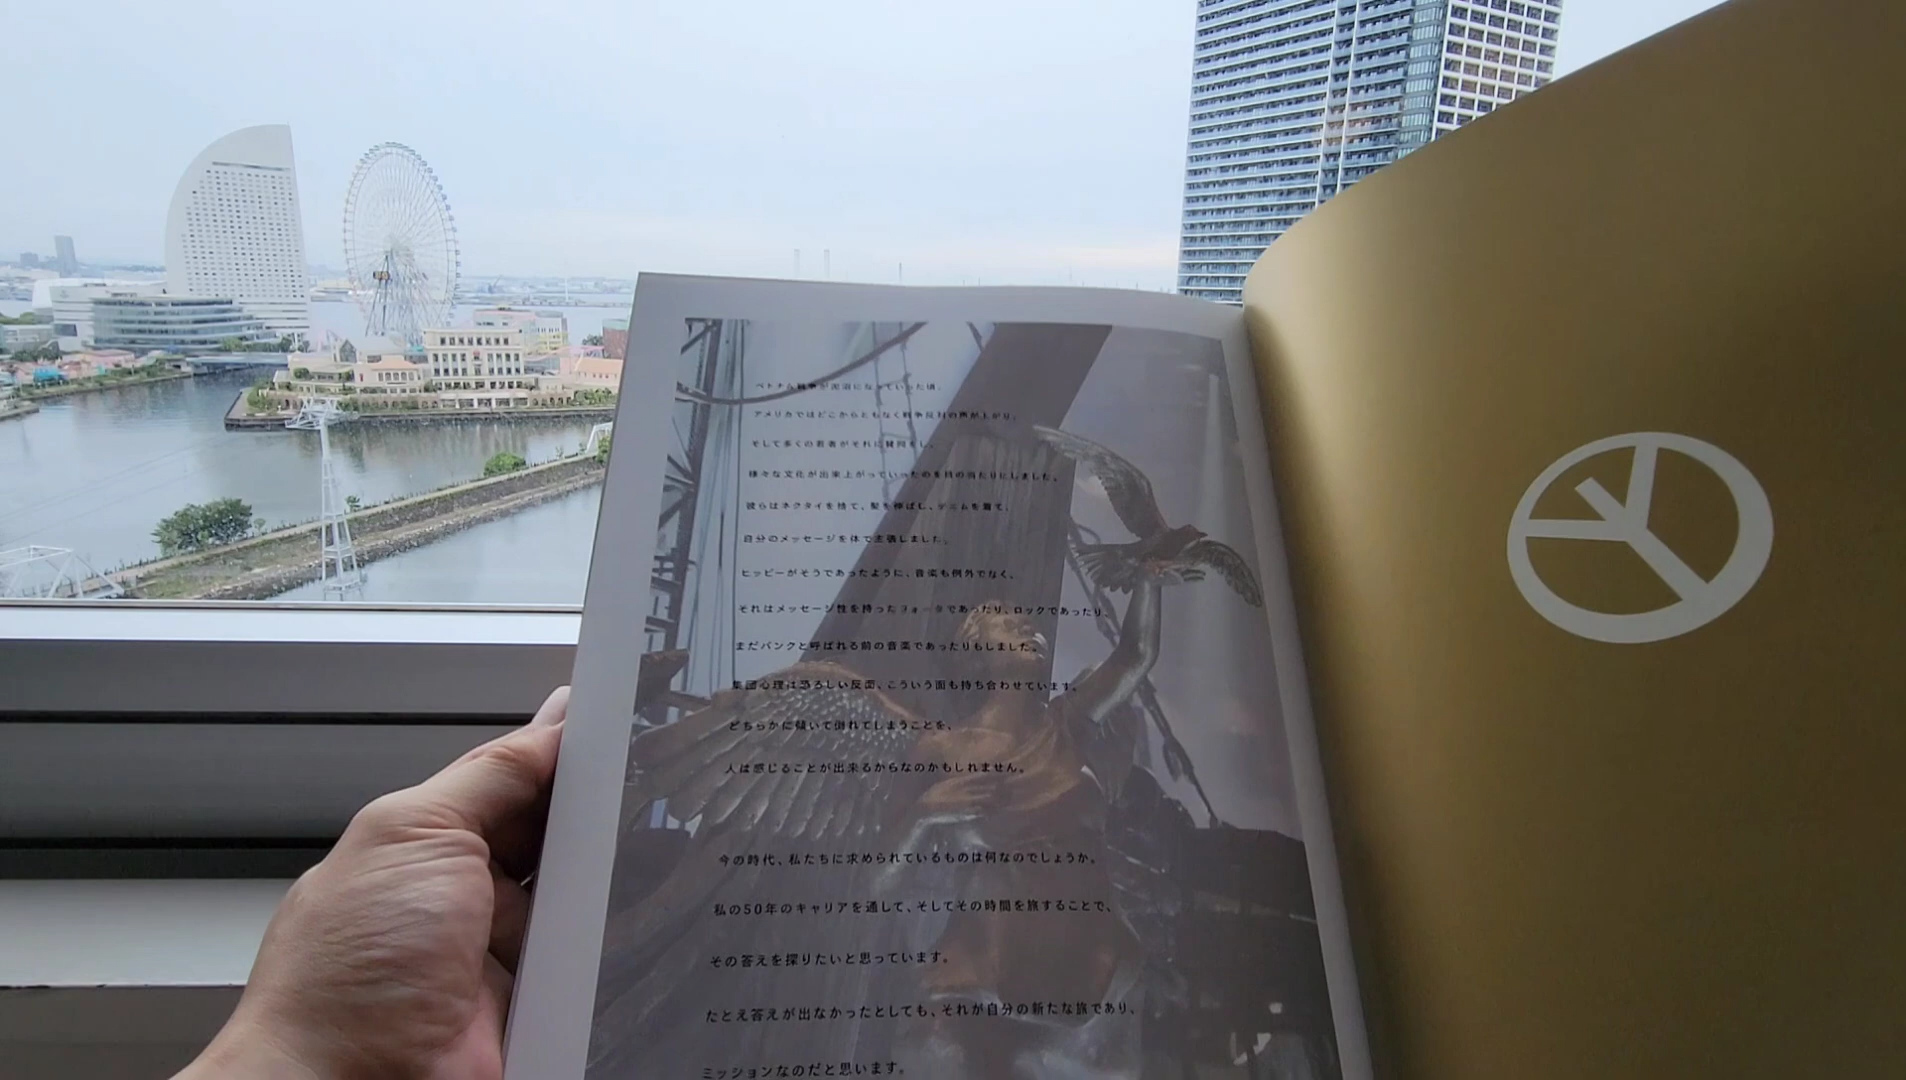 ベトナム戦争が泥沼になっていった頃、
アメリカではどこからともなく戦争反対の声が上がり、
そして多くの若者がそれに賛同をし、
様々な文化が出来上がっていったのを目の当たりにしました。
彼らはネクタイを捨て、髪を伸ばし、デニムを着て、
自分のメッセージを体で主張しました。
ヒッピーがそうであったように、音楽も例外でなく、
それはメッセージ性を持ったフォークであったり、ロックであったり、
まだパンクと呼ばれる前の音楽であったりもしました。
集団心理は恐ろしい反面、こういう面も持ち合わせています。
どちらかに傾いて倒れてしまうことを、
人は感じることが出来るからなのかもしれません。
今の時代、私たちに求められているものは何なのでしょうか。
私の50年のキャリアを通して、そしてその時間を旅することで、
その答えを探りたいと思っています。
たとえ答えが出なかったとしても、それが自分の新たな旅であり、
ミッションなのだと思います。